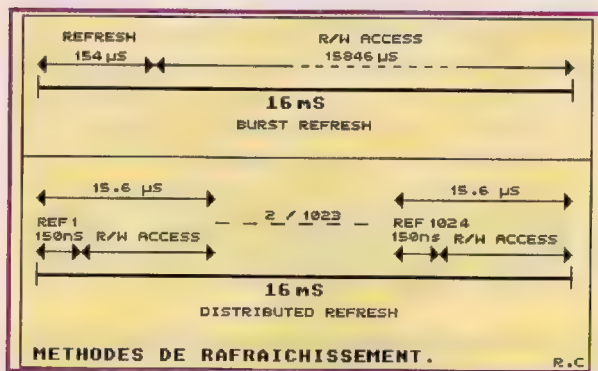 REFRESH R/W ACCESS
154 µS 15846 µS
16 mS
BURST REFRESH
15.6 µS 15.6 µS
2 / 1023
REF 1 REF 1024
150ns R/W ACCESS 150ns R/W ACCESS
16 mS
DISTRIBUTED REFRESH
METHODES DE RAFRAICHISSEMENT.
R.C